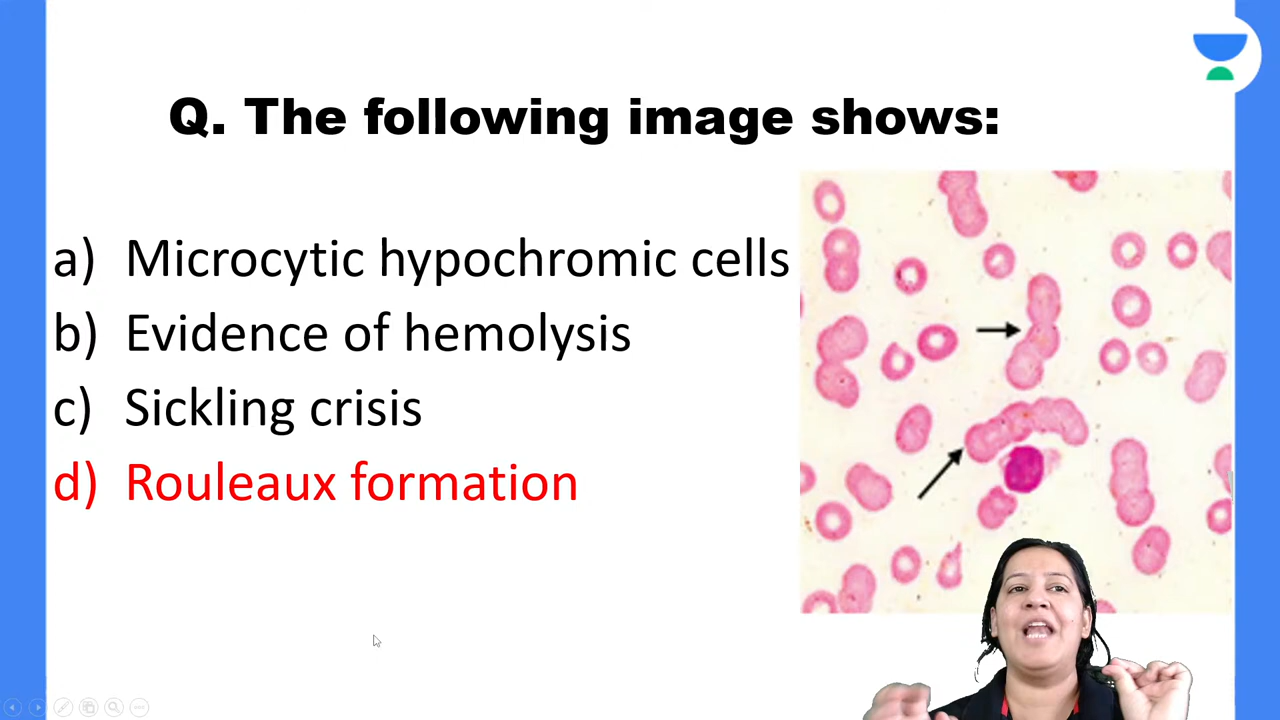 Q. The following image shows:
a) Microcytic hypochromic cells
b) Evidence of hemolysis
c) Sickling crisis
d) Rouleaux formation